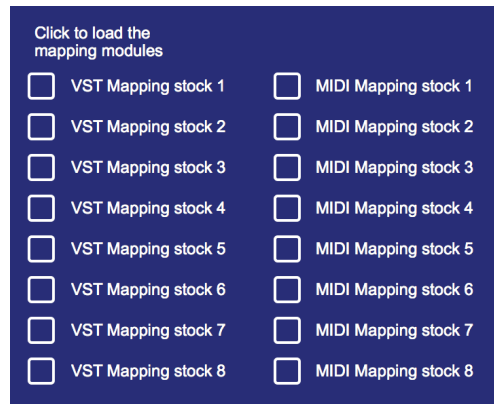 Click to load the
mapping modules
VST Mapping stock 1
MIDI Mapping stock 1
VST Mapping stock 2
MIDI Mapping stock 2
VST Mapping stock 3
MIDI Mapping stock 3
VST Mapping stock 4
MIDI Mapping stock 4
VST Mapping stock 5
MIDI Mapping stock 5
VST Mapping stock 6
MIDI Mapping stock 6
VST Mapping stock 7
MIDI Mapping stock 7
VST Mapping stock 8
MIDI Mapping stock 8